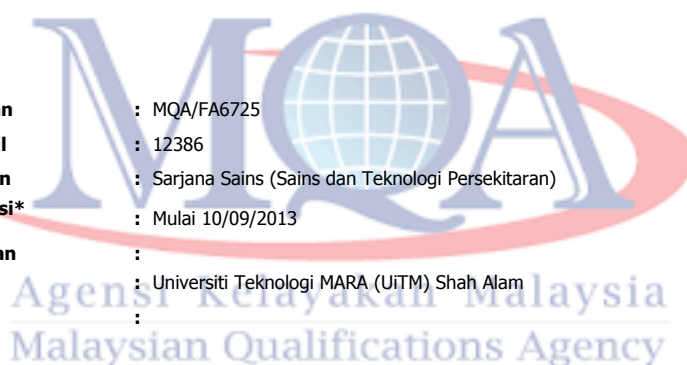 MQA
an : MQA/FA6725
l : 12386
n : Sarjana Sains (Sains dan Teknologi Persekitaran)
si* : Mulai 10/09/2013
an :
: Universiti Teknologi MARA (UiTM) Shah Alam
:
Agensi Kelayakan Malaysia
Malaysian Qualifications Agency